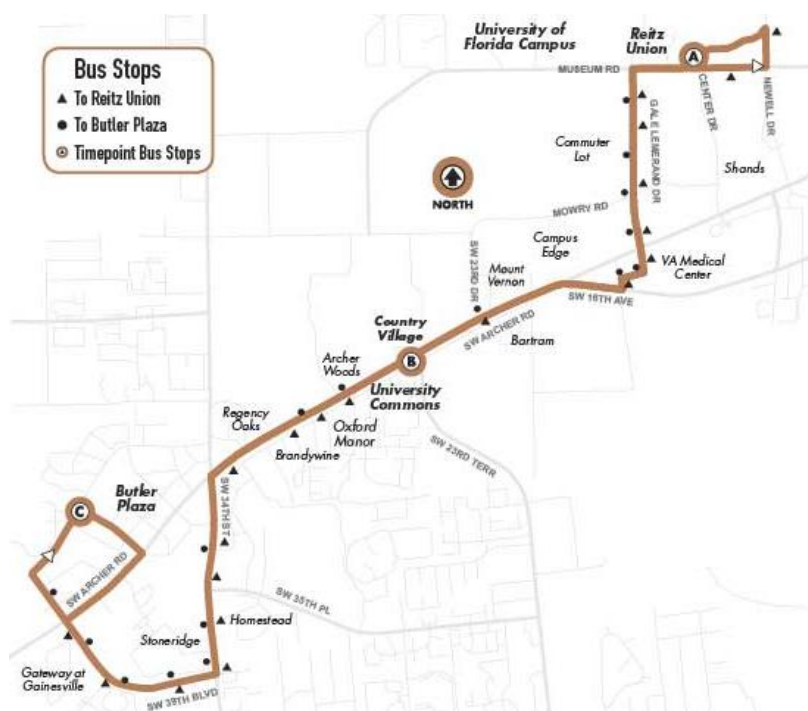 Bus Stops
To Reitz Union
To Butler Plaza
Timepoint Bus Stops
University of
Florida Campus
Reitz
Union
A
MUSEUM RD
CENTER DR
NEWELL DR
GALE LEMERAND DR
Commuter
Lot
Shands
NORTH
MOWRY RD
SW 23RD DR
Campus
Edge
VA Medical
Center
Mount
Vernon
SW 16TH AVE
SW ARCHER RD
Bartram
Country
Village
B
University
Commons
Archer
Woods
Regency
Oaks
Oxford
Manor
Brandywine
SW 23RD TERR
Butler
Plaza
C
SW 34TH ST
SW ARCHER RD
SW 35TH PL
Homestead
Stoneridge
Gateway at
Gainesville
SW 39TH BLVD